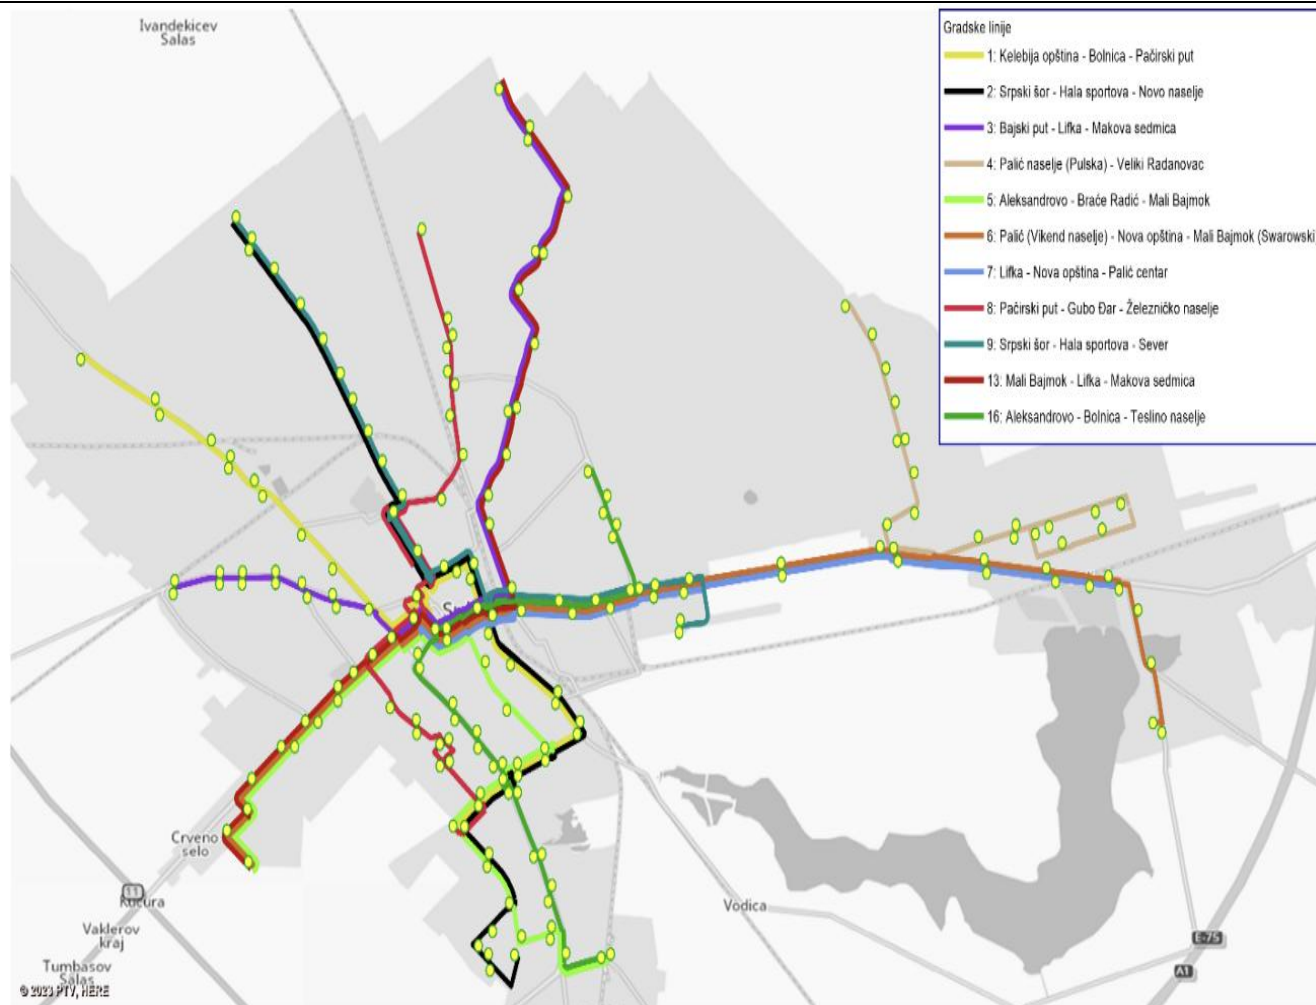 Ivandekicev
Salas
Gradske linije
1: Kelebija opština - Bolnica - Pačirski put
2: Srpski šor - Hala sportova - Novo naselje
3: Bajski put - Lifka - Makova sedmica
4: Palić naselje (Pulska) - Veliki Radanovac
5: Aleksandrovo - Braće Radić - Mali Bajmok
6: Palić (Vikend naselje) - Nova opština - Mali Bajmok (Swarowski
7: Lifka - Nova opština - Palić centar
8: Pačirski put - Gubo Đar - Železničko naselje
9: Srpski šor - Hala sportova - Sever
13: Mali Bajmok - Lifka - Makova sedmica
16: Aleksandrovo - Bolnica - Teslino naselje
Crveno
selo
11
Kucura
Vaklerov
kraj
Tumbasov
Salas
Vodica
E-75
A1
© 2023 PTV, HERE